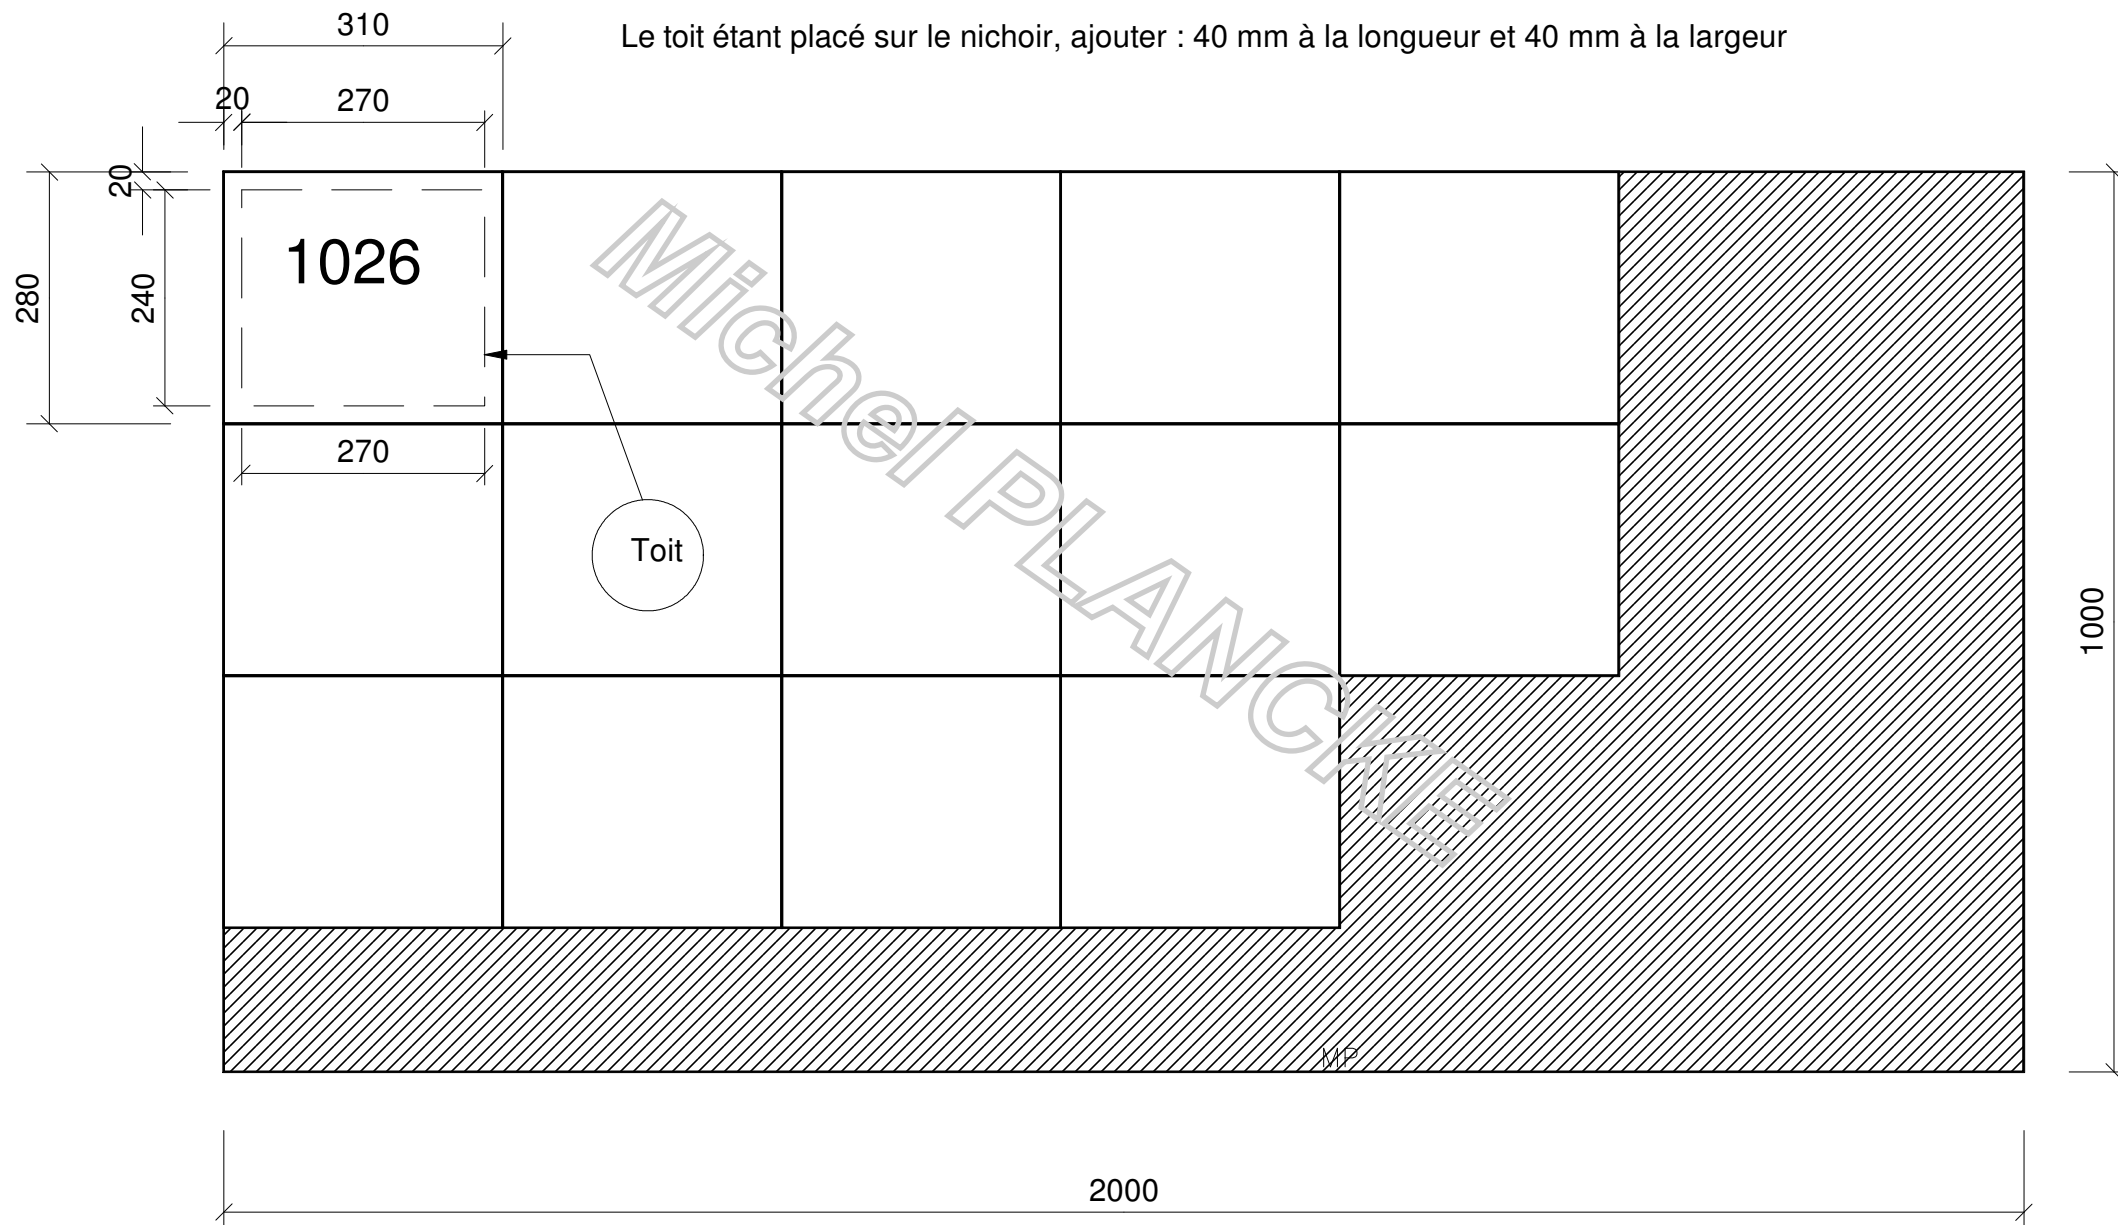 310
Le toit étant placé sur le nichoir, ajouter : 40 mm à la longueur et 40 mm à la largeur
20
270
20
1026
280
240
270
Toit
Michel PLANCKE
1000
MP
2000